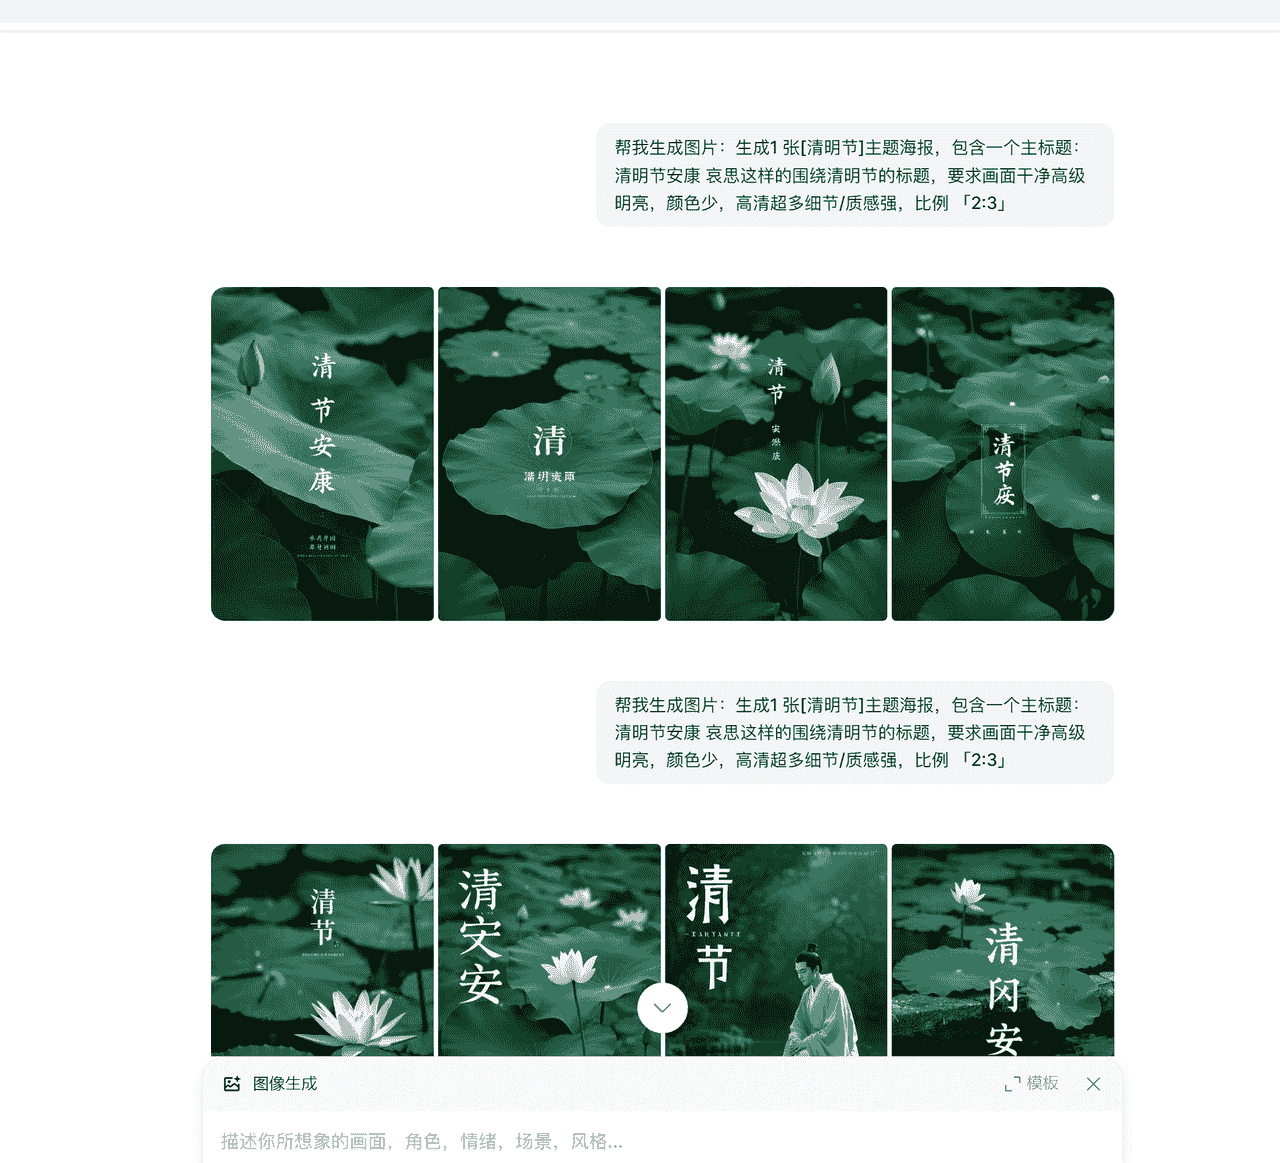 帮我生成图片：生成1 张[清明节]主题海报，包含一个主标题：
清明节安康 哀思这样的围绕清明节的标题，要求画面干净高级
明亮，颜色少，高清超多细节/质感强，比例 「2:3」
清
节
安
康
清
清
节
清
节
帮我生成图片：生成1 张[清明节]主题海报，包含一个主标题：
清明节安康 哀思这样的围绕清明节的标题，要求画面干净高级
明亮，颜色少，高清超多细节/质感强，比例 「2:3」
清
节
清
安
清
节
清
冈
安
图像生成
模板
描述你所想象的画面，角色，情绪，场景，风格...